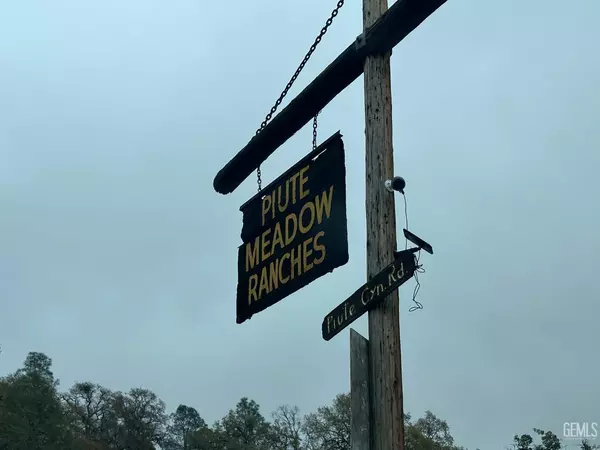 PIUTE
MEADOW
RANCHES
Piute Cyn. Rd.
GEMLS